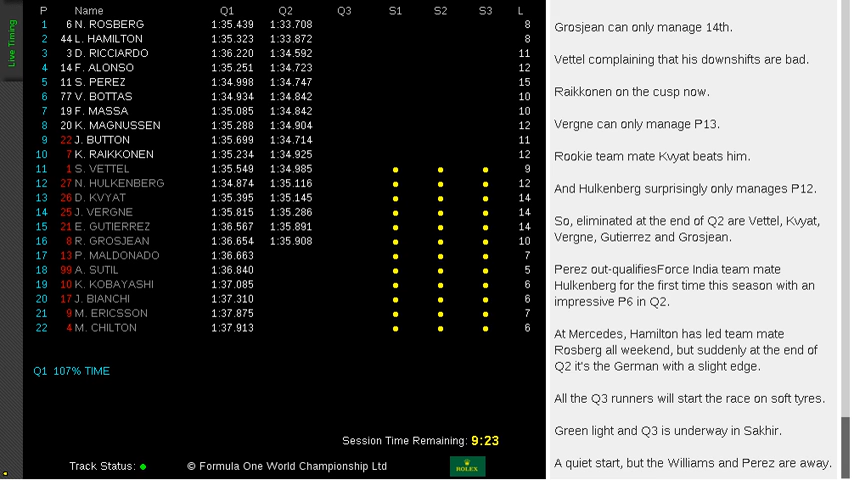 Live Timing
P Name Q1 Q2 Q3 S1 S2 S3 L
1 6 N. ROSBERG 1:35.439 1:33.708 8
2 44 L. HAMILTON 1:35.323 1:33.872 8
3 3 D. RICCIARDO 1:36.220 1:34.592 11
4 14 F. ALONSO 1:35.251 1:34.723 12
5 11 S. PEREZ 1:34.998 1:34.747 15
6 77 V. BOTTAS 1:34.934 1:34.842 10
7 19 F. MASSA 1:35.085 1:34.842 10
8 20 K. MAGNUSSEN 1:35.288 1:34.904 12
9 22 J. BUTTON 1:35.699 1:34.714 11
10 7 K. RAIKKONEN 1:35.234 1:34.925 12
11 1 S. VETTEL 1:35.549 1:34.985 9
12 27 N. HULKENBERG 1:34.874 1:35.116 12
13 26 D. KVYAT 1:35.395 1:35.145 14
14 25 J. VERGNE 1:35.815 1:35.286 14
15 21 E. GUTIERREZ 1:36.567 1:35.891 14
16 8 R. GROSJEAN 1:36.654 1:35.908 10
17 13 P. MALDONADO 1:36.663 7
18 99 A. SUTIL 1:36.840 5
19 10 K. KOBAYASHI 1:37.085 6
20 17 J. BIANCHI 1:37.310 6
21 9 M. ERICSSON 1:37.875 7
22 4 M. CHILTON 1:37.913 6
Q1 107% TIME
Session Time Remaining: 9:23
Track Status: © Formula One World Championship Ltd
ROLEX
Grosjean can only manage 14th.
Vettel complaining that his downshifts are bad.
Raikkonen on the cusp now.
Vergne can only manage P13.
Rookie team mate Kvyat beats him.
And Hulkenberg surprisingly only manages P12.
So, eliminated at the end of Q2 are Vettel, Kvyat,
Vergne, Gutierrez and Grosjean.
Perez out-qualifiesForce India team mate
Hulkenberg for the first time this season with an
impressive P6 in Q2.
At Mercedes, Hamilton has led team mate
Rosberg all weekend, but suddenly at the end of
Q2 it's the German with a slight edge.
All the Q3 runners will start the race on soft tyres.
Green light and Q3 is underway in Sakhir.
A quiet start, but the Williams and Perez are away.